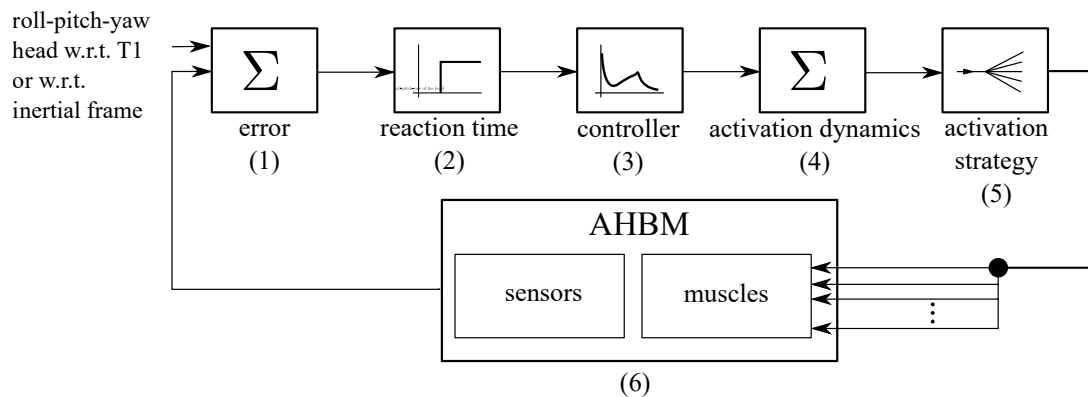 roll-pitch-yaw
head w.r.t. T1
or w.r.t.
inertial frame
Σ
Σ
error
reaction time
controller
activation dynamics
activation
strategy
(1)
(2)
(3)
(4)
(5)
AHBM
sensors
muscles
(6)